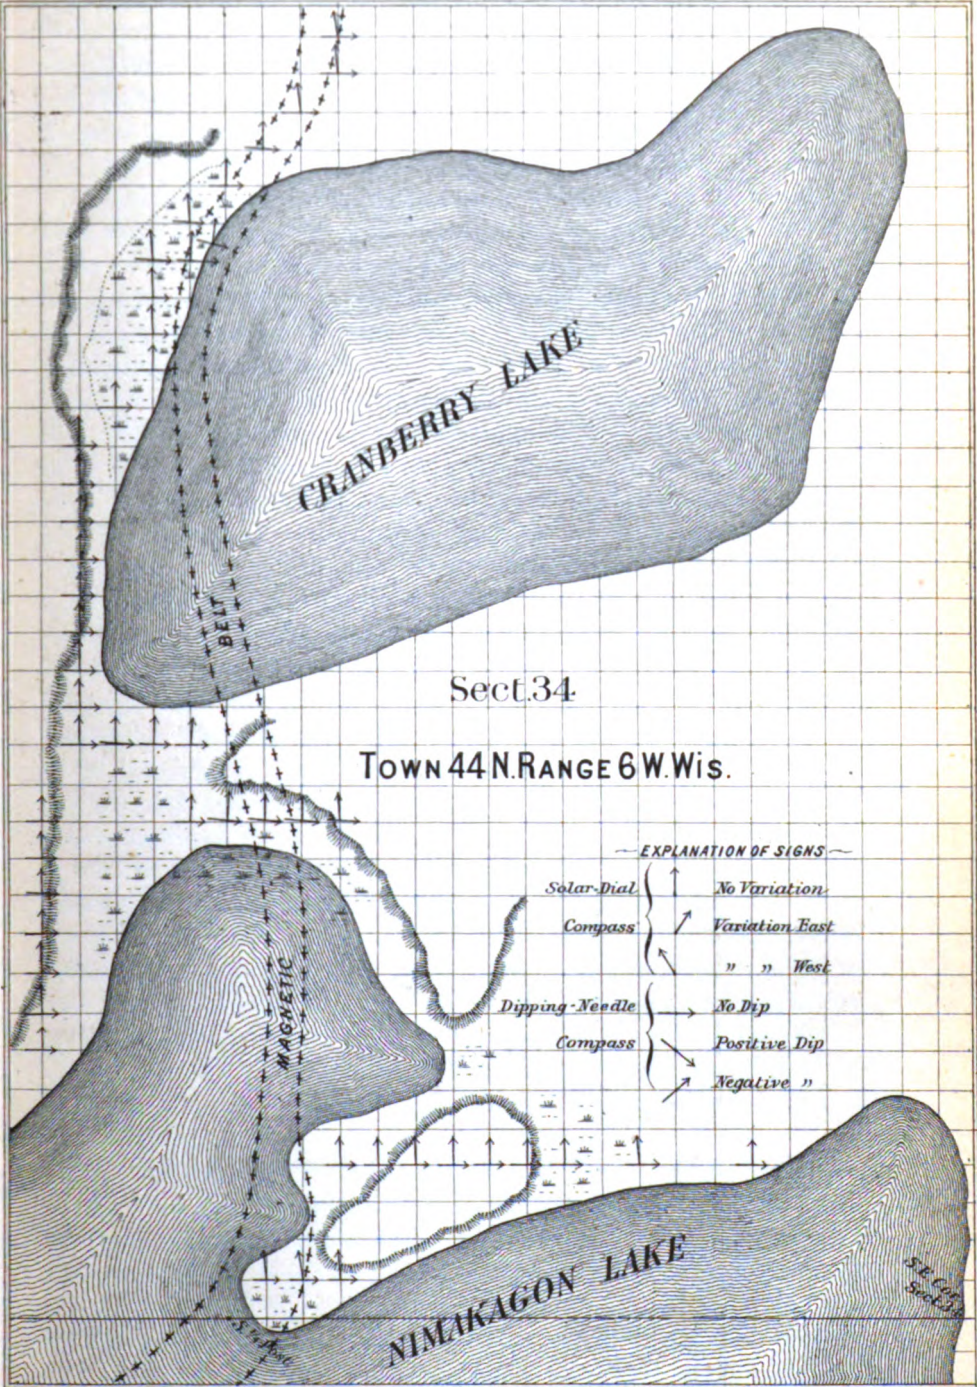 CRANBERRY LAKE
BELT
Sect.34
TOWN 44 N. RANGE 6 W. WIS.
EXPLANATION OF SIGNS
Solar-Dial No Variation
Compass Variation East
" " West
Dipping-Needle No Dip
Compass Positive Dip
Negative "
MAGNETIC
NIMAKAGON LAKE
S.E. Cor.